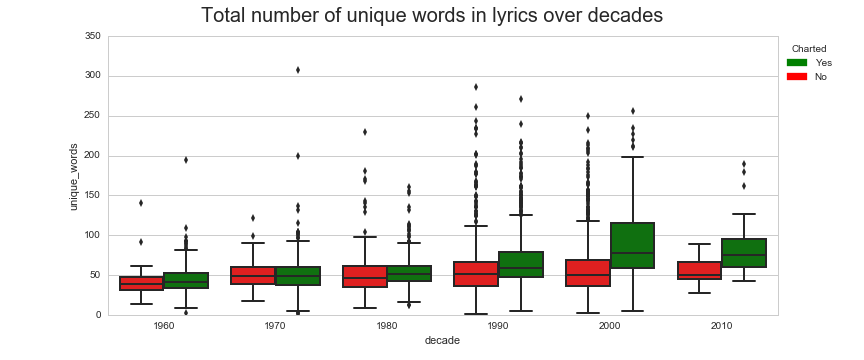 Total number of unique words in lyrics over decades
350
300
250
200
150
100
50
0
unique_words
1960 1970 1980 1990 2000 2010
decade
Charted
Yes
No